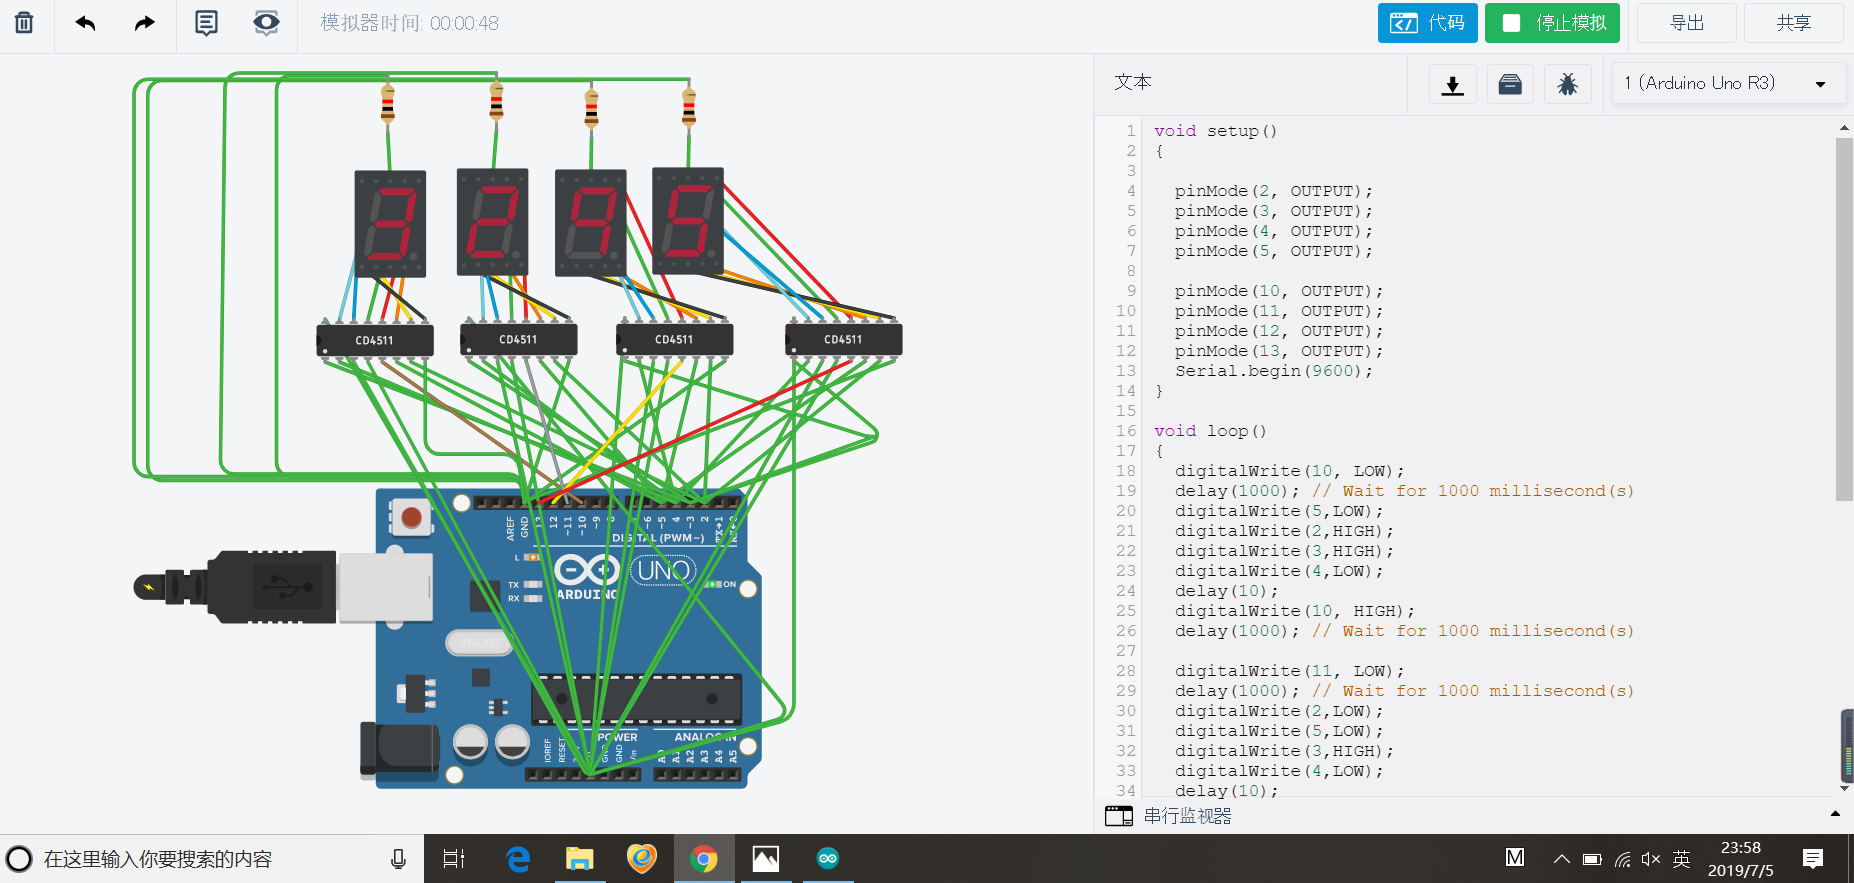 模拟器时间: 00:00:48
代码
停止模拟
导出
共享
文本
1 (Arduino Uno R3)
1 void setup()
2 {
3
4 pinMode(2, OUTPUT);
5 pinMode(3, OUTPUT);
6 pinMode(4, OUTPUT);
7 pinMode(5, OUTPUT);
8
9 pinMode(10, OUTPUT);
10 pinMode(11, OUTPUT);
11 pinMode(12, OUTPUT);
12 pinMode(13, OUTPUT);
13 Serial.begin(9600);
14 }
15
16 void loop()
17 {
18 digitalWrite(10, LOW);
19 delay(1000); // Wait for 1000 millisecond(s)
20 digitalWrite(5,LOW);
21 digitalWrite(2,HIGH);
22 digitalWrite(3,HIGH);
23 digitalWrite(4,LOW);
24 delay(10);
25 digitalWrite(10, HIGH);
26 delay(1000); // Wait for 1000 millisecond(s)
27
28 digitalWrite(11, LOW);
29 delay(1000); // Wait for 1000 millisecond(s)
30 digitalWrite(2,LOW);
31 digitalWrite(5,LOW);
32 digitalWrite(3,HIGH);
33 digitalWrite(4,LOW);
34 delay(10);
串行监视器
3 2 9 5
CD4511
CD4511
CD4511
CD4511
AREF
GND
13
12
~11
~10
~9
8
~6
~5
4
~3
2
TX→1
DIGITAL (PWM~)
L
TX
RX
ARDUINO
UNO
ON
POWER
ANALOG IN
IOREF
RESET
GND
GND
Vin
A0
A2
A3
A4
A5
在这里输入你要搜索的内容
M
英
23:58
2019/7/5